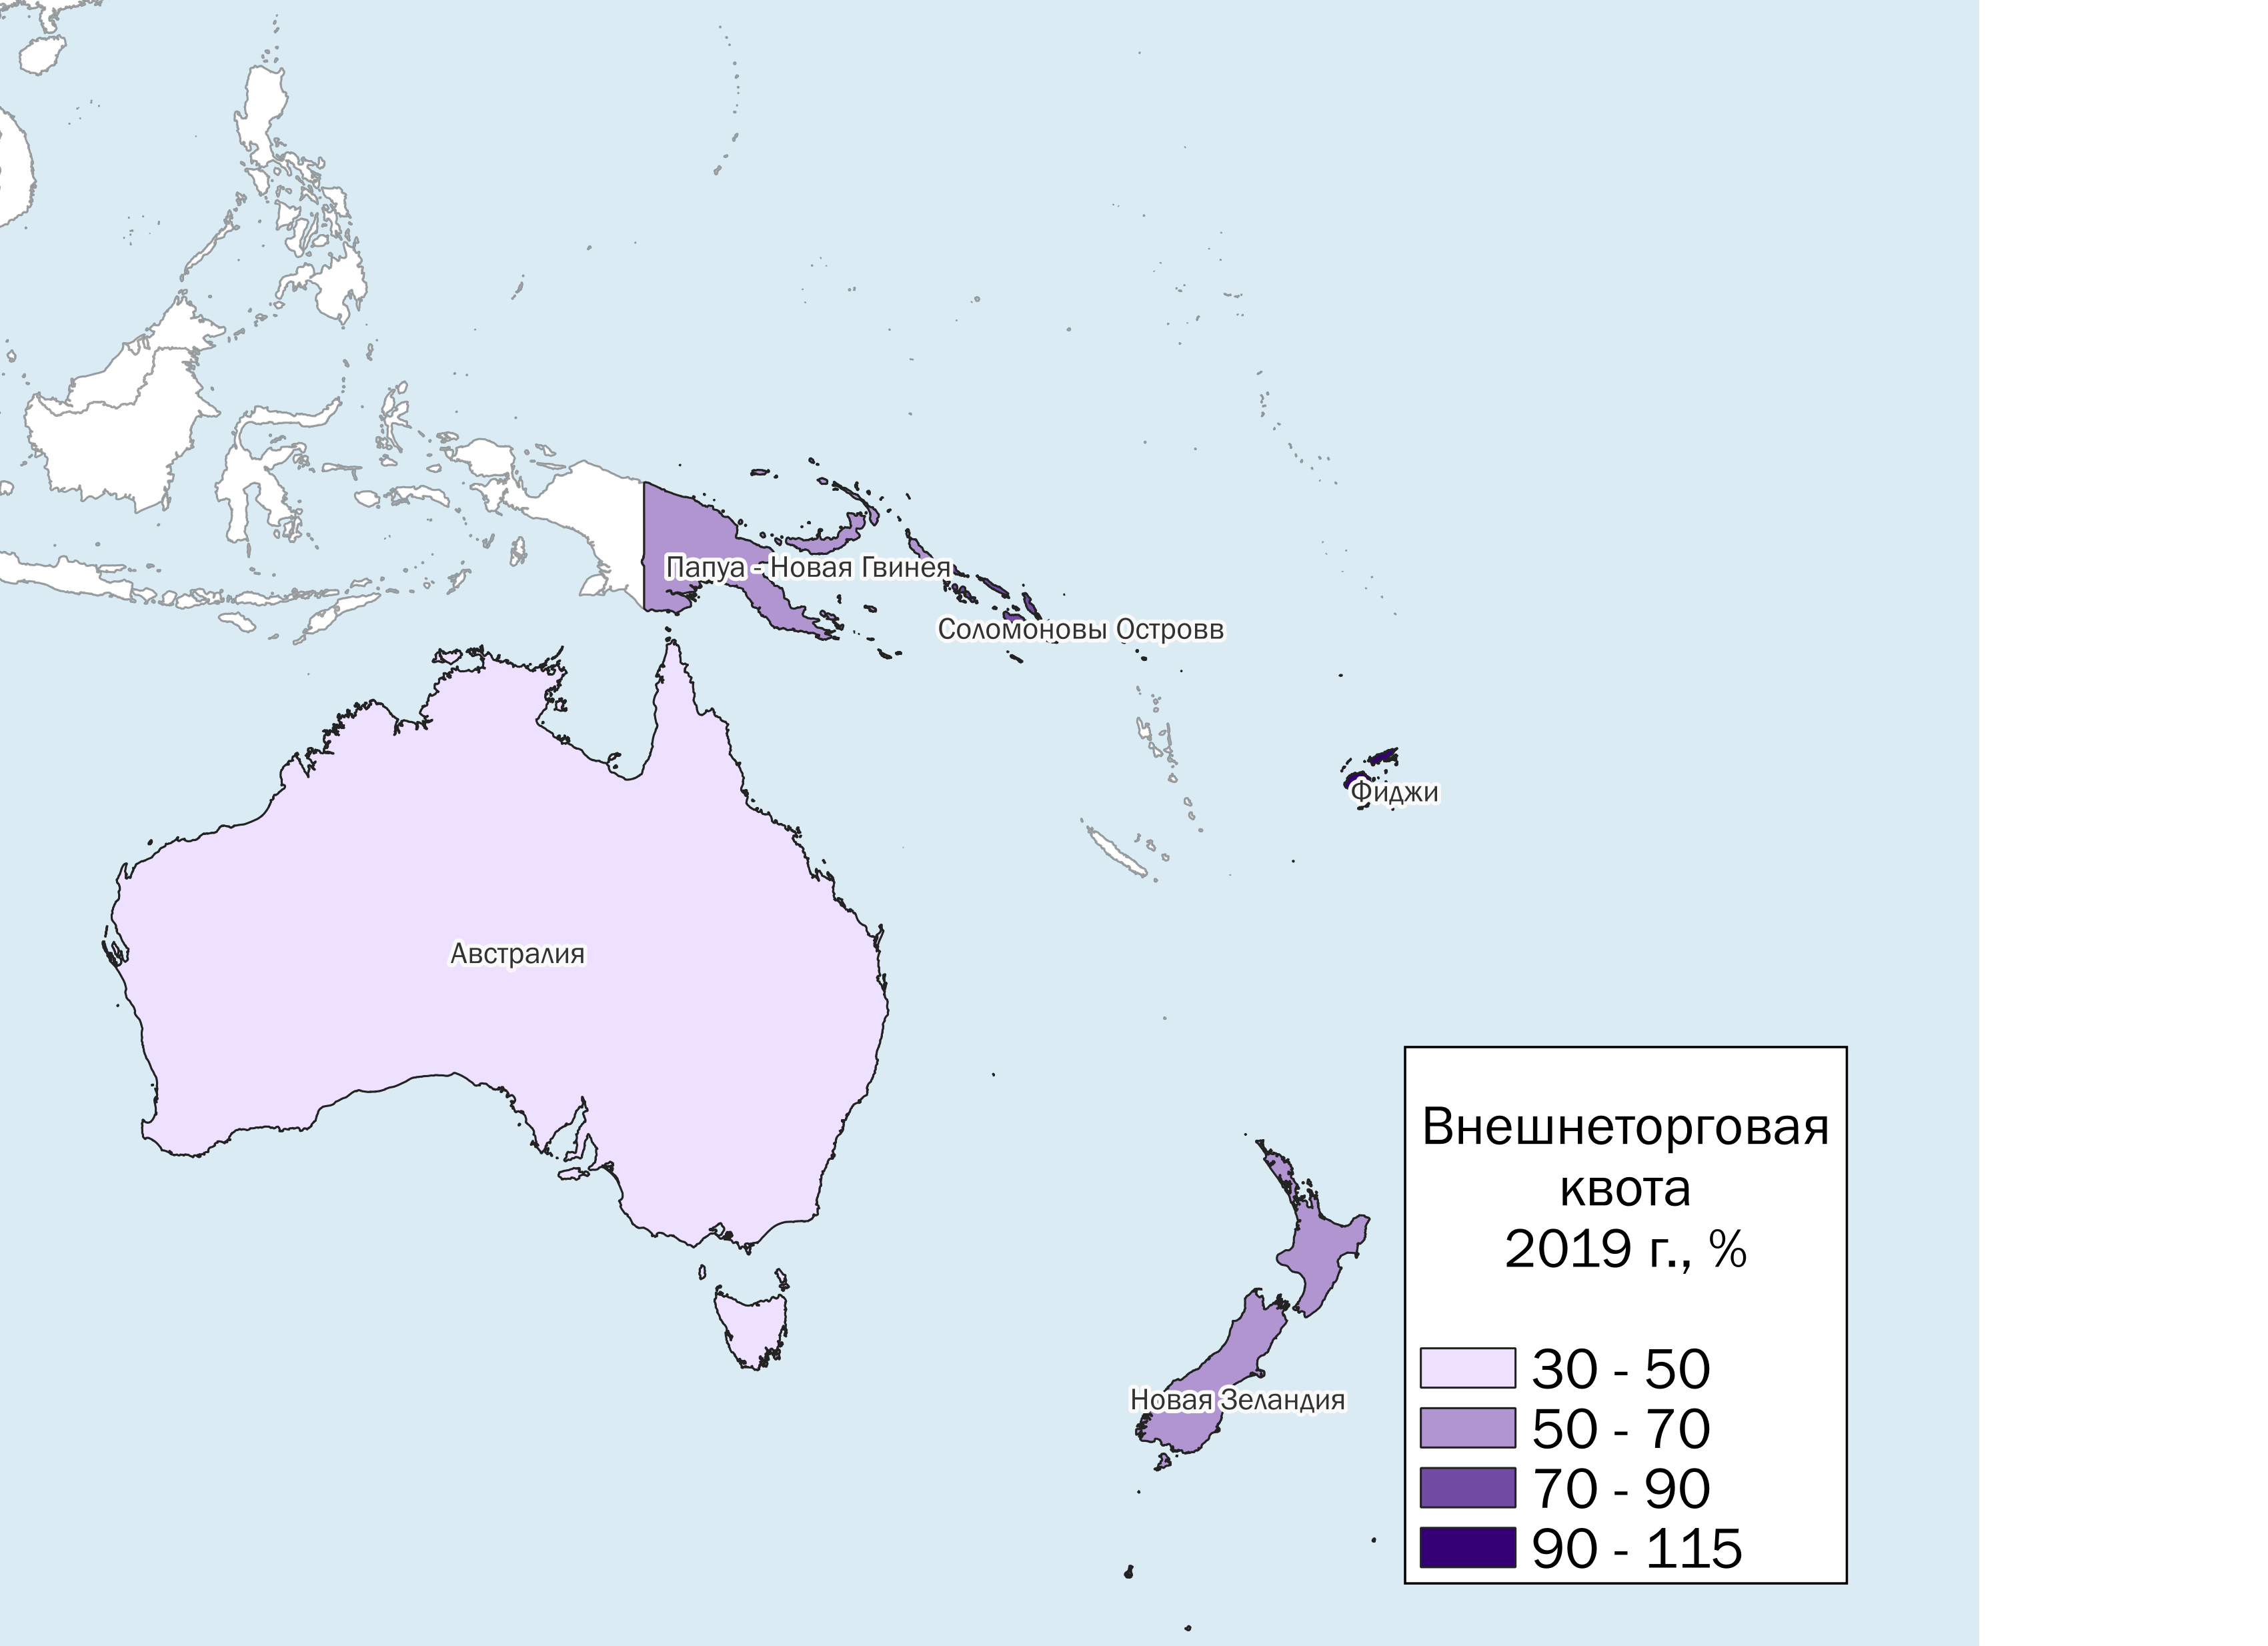 Папуа - Новая Гвинея
Соломоновы Островв
Фиджи
Австралия
Новая Зеландия
Внешнеторговая
квота
2019 г., %
30 - 50
50 - 70
70 - 90
90 - 115